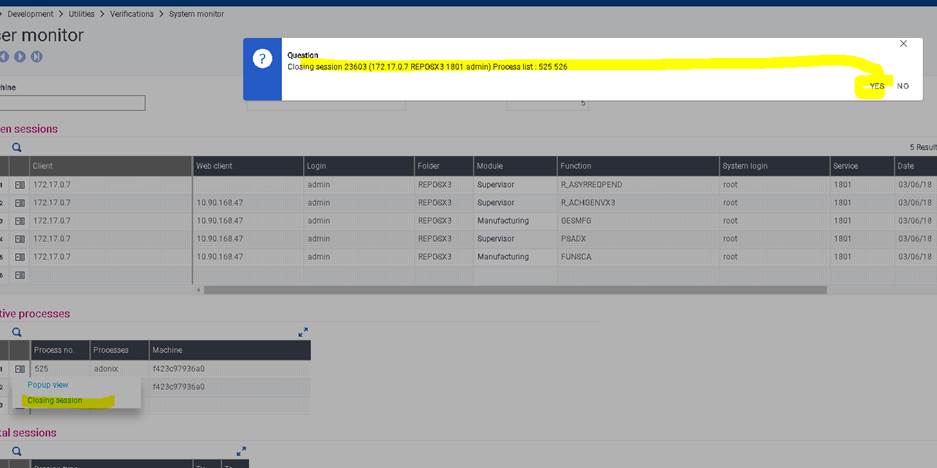 Development > Utilities > Verifications > System monitor
er monitor
?
Question
Closing session 23603 (172.17.0.7 REPOSX3 1801 admin) Process list : 525 526
YES NO
hine
5
en sessions
5 Result
Client Web client Login Folder Module Function System login Service Date
1 172.17.0.7 admin REPOSX3 Supervisor R_ASYRREQPEND root 1801 03/06/18
2 172.17.0.7 10.90.168.47 admin REPOSX3 Supervisor R_ACHGENVX3 root 1801 03/06/18
3 172.17.0.7 10.90.168.47 admin REPOSX3 Manufacturing GESMFG root 1801 03/06/18
4 172.17.0.7 10.90.168.47 admin REPOSX3 Supervisor PSADX root 1801 03/06/18
5 172.17.0.7 10.90.168.47 admin REPOSX3 Manufacturing FUNSCA root 1801 03/06/18
6
tive processes
Process no. Processes Machine
1 525 adonix f423c97936a0
2 f423c97936a0
Popup view
3
Closing session
cal sessions